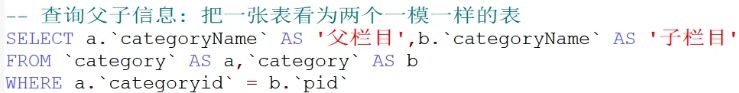 -- 查询父子信息：把一张表看为两个一模一样的表
SELECT a.`categoryName` AS '父栏目',b.`categoryName` AS '子栏目'
FROM `category` AS a,`category` AS b
WHERE a.`categoryid` = b.`pid`